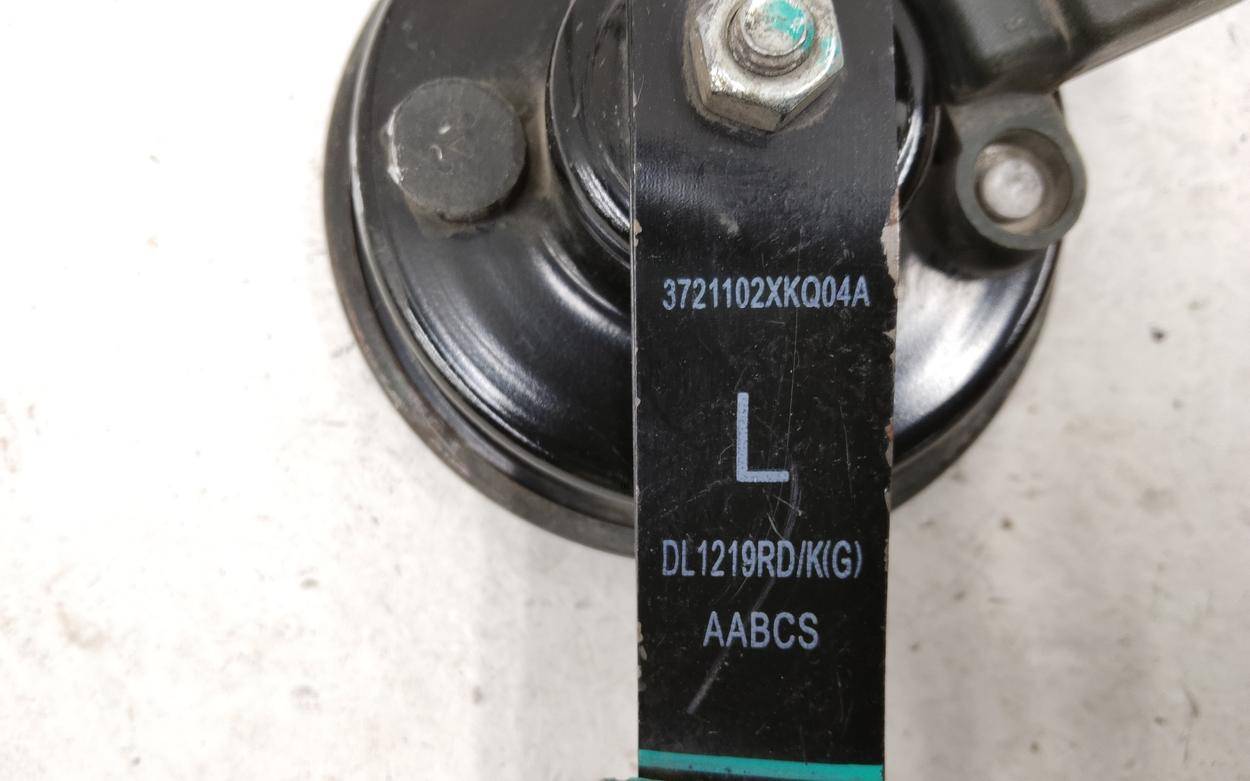 3721102XKQ04A
L
DL1219RD/K(G)
AABCS